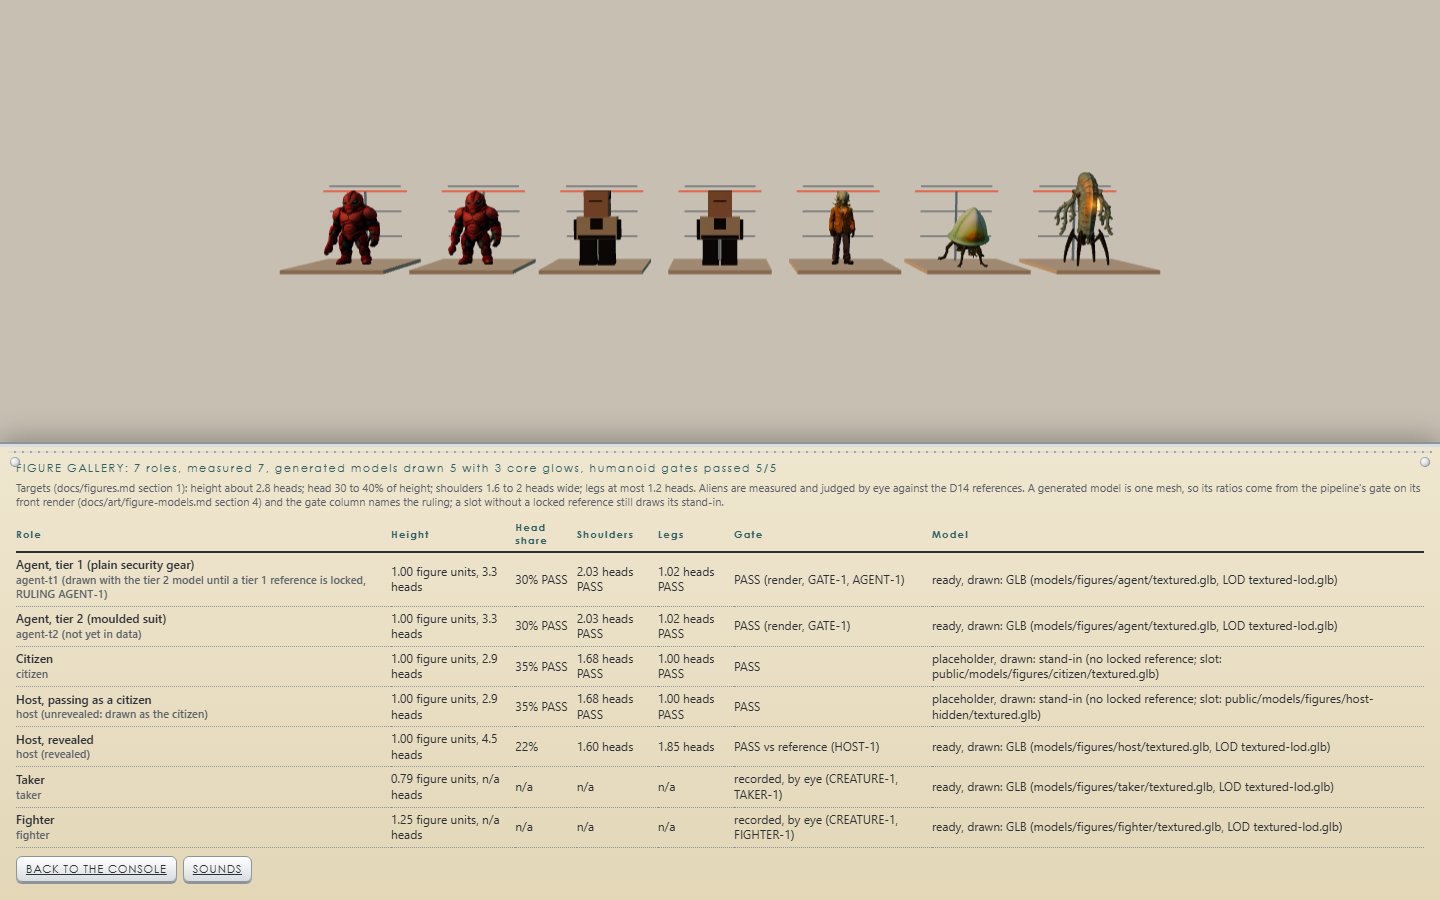 FIGURE GALLERY: 7 roles, measured 7, generated models drawn 5 with 3 core glows, humanoid gates passed 5/5
Targets (docs/figures.md section 1): height about 2.8 heads; head 30 to 40% of height; shoulders 1.6 to 2 heads wide; legs at most 1.2 heads. Aliens are measured and judged by eye against the D14 references. A generated model is one mesh, so its ratios come from the pipeline's gate on its
front render (docs/art/figure-models.md section 4) and the gate column names the ruling; a slot without a locked reference still draws its stand-in.
Role Height Head share Shoulders Legs Gate Model
Agent, tier 1 (plain security gear)
agent-t1 (drawn with the tier 2 model until a tier 1 reference is locked,
RULING AGENT-1)
1.00 figure units, 3.3
heads
30% PASS
2.03 heads
PASS
1.02 heads
PASS
PASS (render, GATE-1, AGENT-1)
ready, drawn: GLB (models/figures/agent/textured.glb, LOD textured-lod.glb)
Agent, tier 2 (moulded suit)
agent-t2 (not yet in data)
1.00 figure units, 3.3
heads
30% PASS
2.03 heads
PASS
1.02 heads
PASS
PASS (render, GATE-1)
ready, drawn: GLB (models/figures/agent/textured.glb, LOD textured-lod.glb)
Citizen
citizen
1.00 figure units, 2.9
heads
35% PASS
1.68 heads
PASS
1.00 heads
PASS
PASS
placeholder, drawn: stand-in (no locked reference; slot:
public/models/figures/citizen/textured.glb)
Host, passing as a citizen
host (unrevealed: drawn as the citizen)
1.00 figure units, 2.9
heads
35% PASS
1.68 heads
PASS
1.00 heads
PASS
PASS
placeholder, drawn: stand-in (no locked reference; slot: public/models/figures/host-
hidden/textured.glb)
Host, revealed
host (revealed)
1.00 figure units, 4.5
heads
22%
1.60 heads
1.85 heads
PASS vs reference (HOST-1)
ready, drawn: GLB (models/figures/host/textured.glb, LOD textured-lod.glb)
Taker
taker
0.79 figure units, n/a
heads
n/a
n/a
n/a
recorded, by eye (CREATURE-1,
TAKER-1)
ready, drawn: GLB (models/figures/taker/textured.glb, LOD textured-lod.glb)
Fighter
fighter
1.25 figure units, n/a
heads
n/a
n/a
n/a
recorded, by eye (CREATURE-1,
FIGHTER-1)
ready, drawn: GLB (models/figures/fighter/textured.glb, LOD textured-lod.glb)
BACK TO THE CONSOLE
SOUNDS